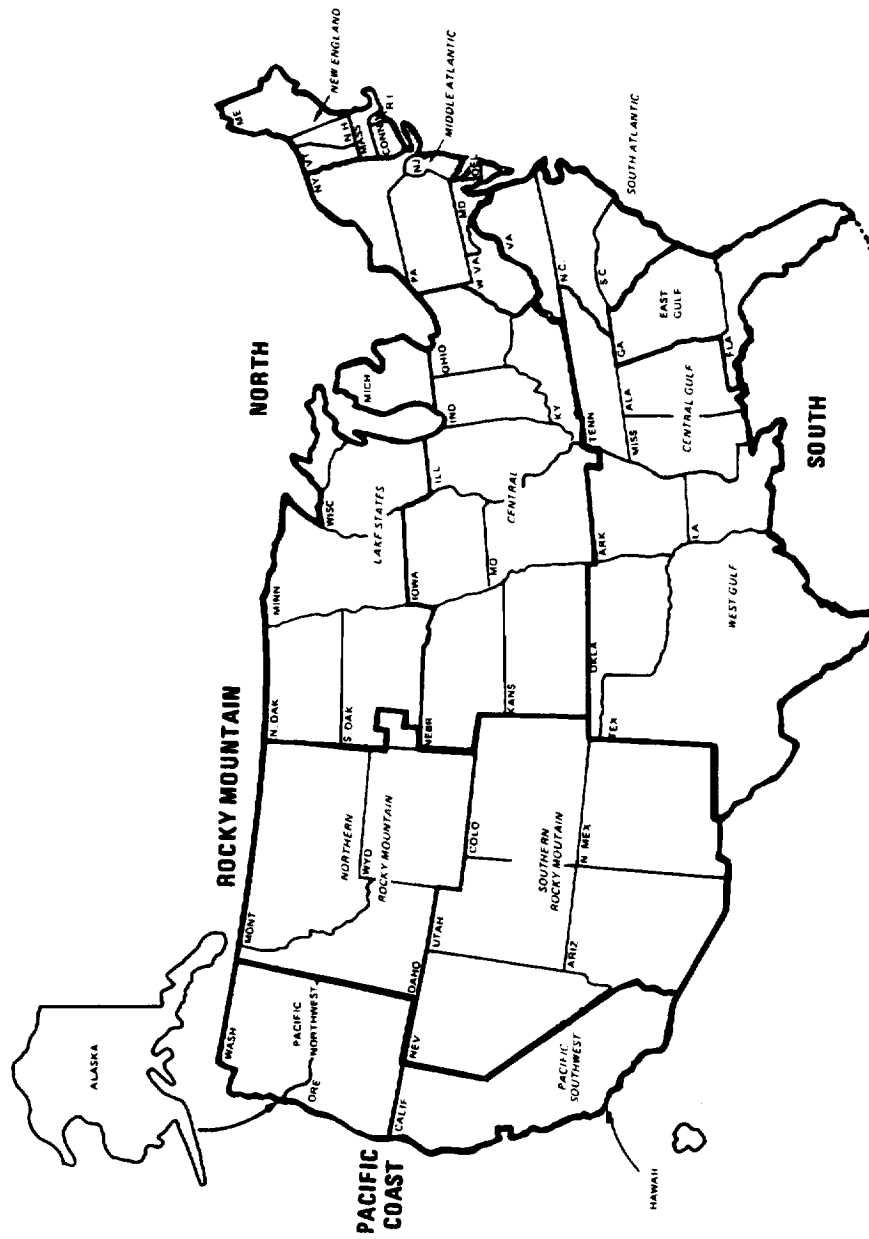 ROCKY MOUNTAIN
NORTH
PACIFIC
COAST
SOUTH
ALASKA
HAWAII
WASH
PACIFIC
NORTHWEST
ORE
CALIF
NEV
PACIFIC
SOUTHWEST
MONT
IDAHO
NORTHERN
WYO
ROCKY MOUNTAIN
UTAH
COLO
SOUTHERN
ROCKY MOUTAIN
ARIZ
N MEX
N. DAK
S. DAK
NEBR
KANS
OKLA
TEX
WEST GULF
MINN
WISC
LAKE STATES
MICH
IOWA
ILL
IND
OHIO
MO
CENTRAL
KY
ARK
LA
TENN
MISS
ALA
CENTRAL GULF
GA
EAST
GULF
FLA
N.C.
S C
VA
W VA
SOUTH ATLANTIC
MD
DEL
PA
NJ
MIDDLE ATLANTIC
NY
VT
N H
MASS
CONN
R I
ME
NEW ENGLAND